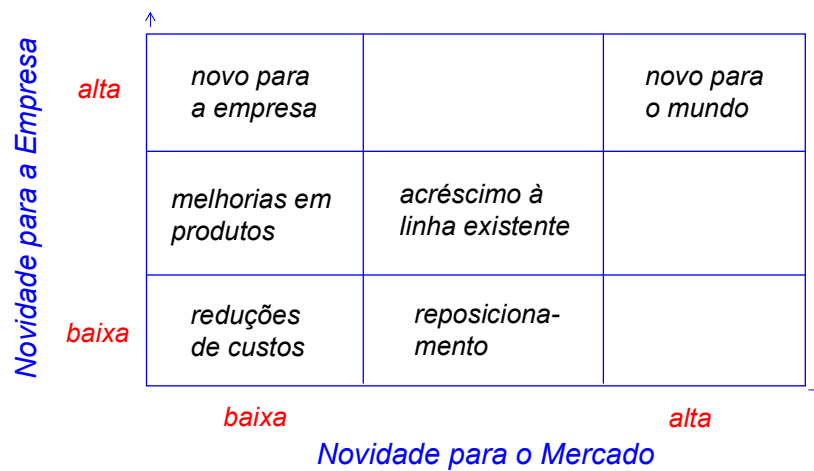 Novidade para a Empresa
alta
novo para
a empresa
novo para
o mundo
melhorias em
produtos
acréscimo à
linha existente
baixa
reduções
de custos
reposiciona-
mento
baixa
alta
Novidade para o Mercado